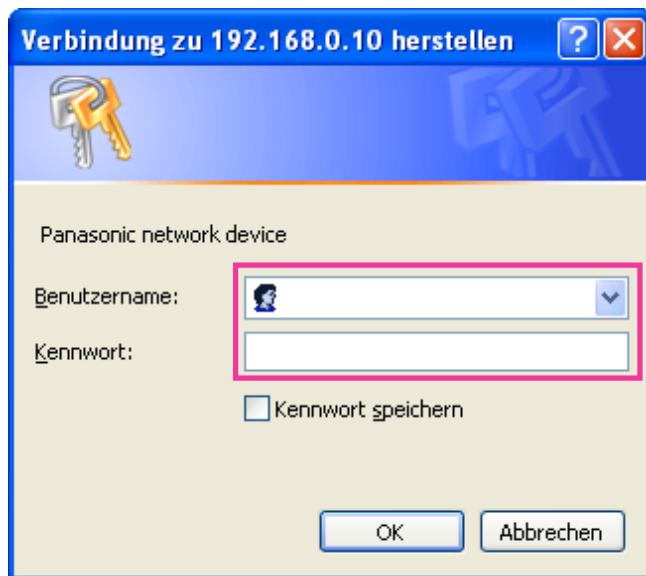 Verbindung zu 192.168.0.10 herstellen
Panasonic network device
Benutzername:
Kennwort:
Kennwort speichern
OK Abbrechen